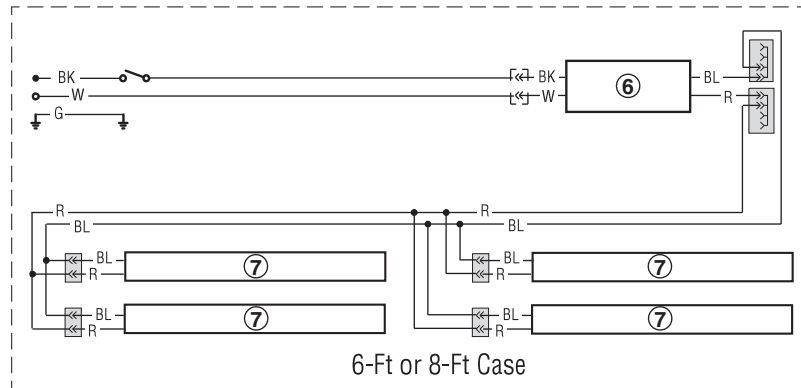 BK BK BL
6
W W R
G
R R
BL BL
BL BL
7 7
R R
BL BL
7 7
R R
6-Ft or 8-Ft Case